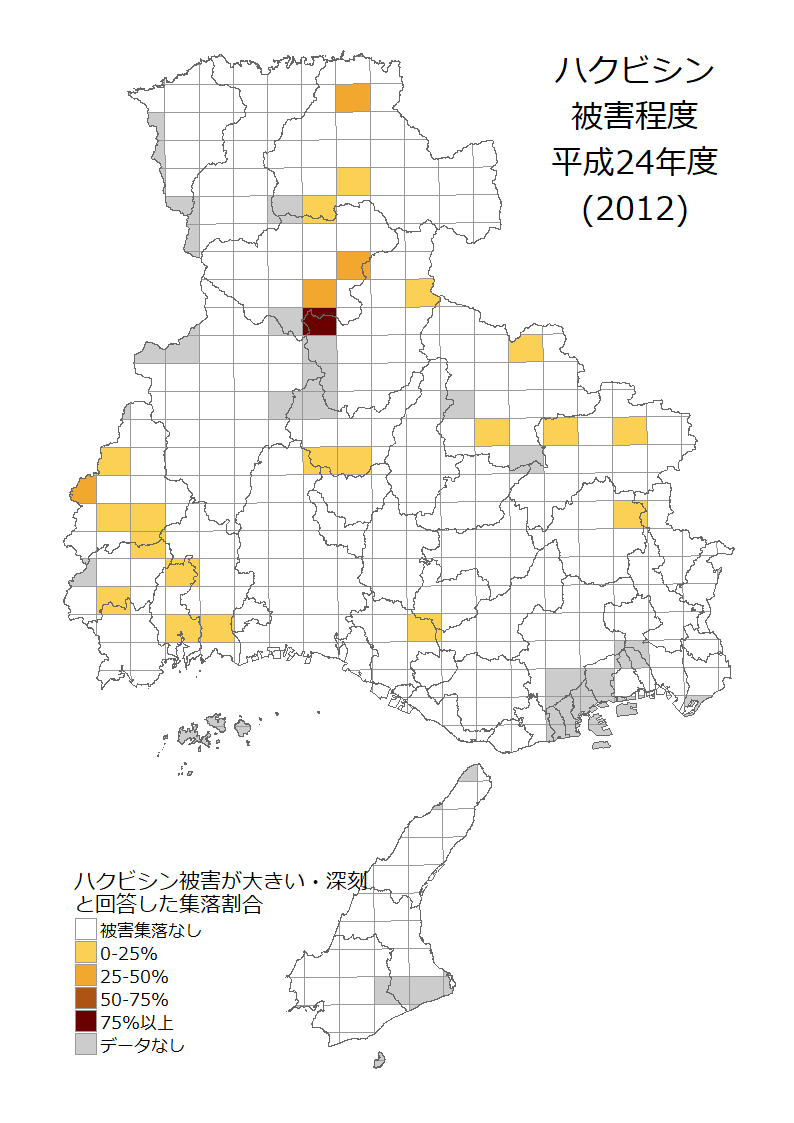 ハクビシン
被害程度
平成24年度
(2012)
ハクビシン被害が大きい・深刻
と回答した集落割合
被害集落なし
0-25%
25-50%
50-75%
75%以上
データなし